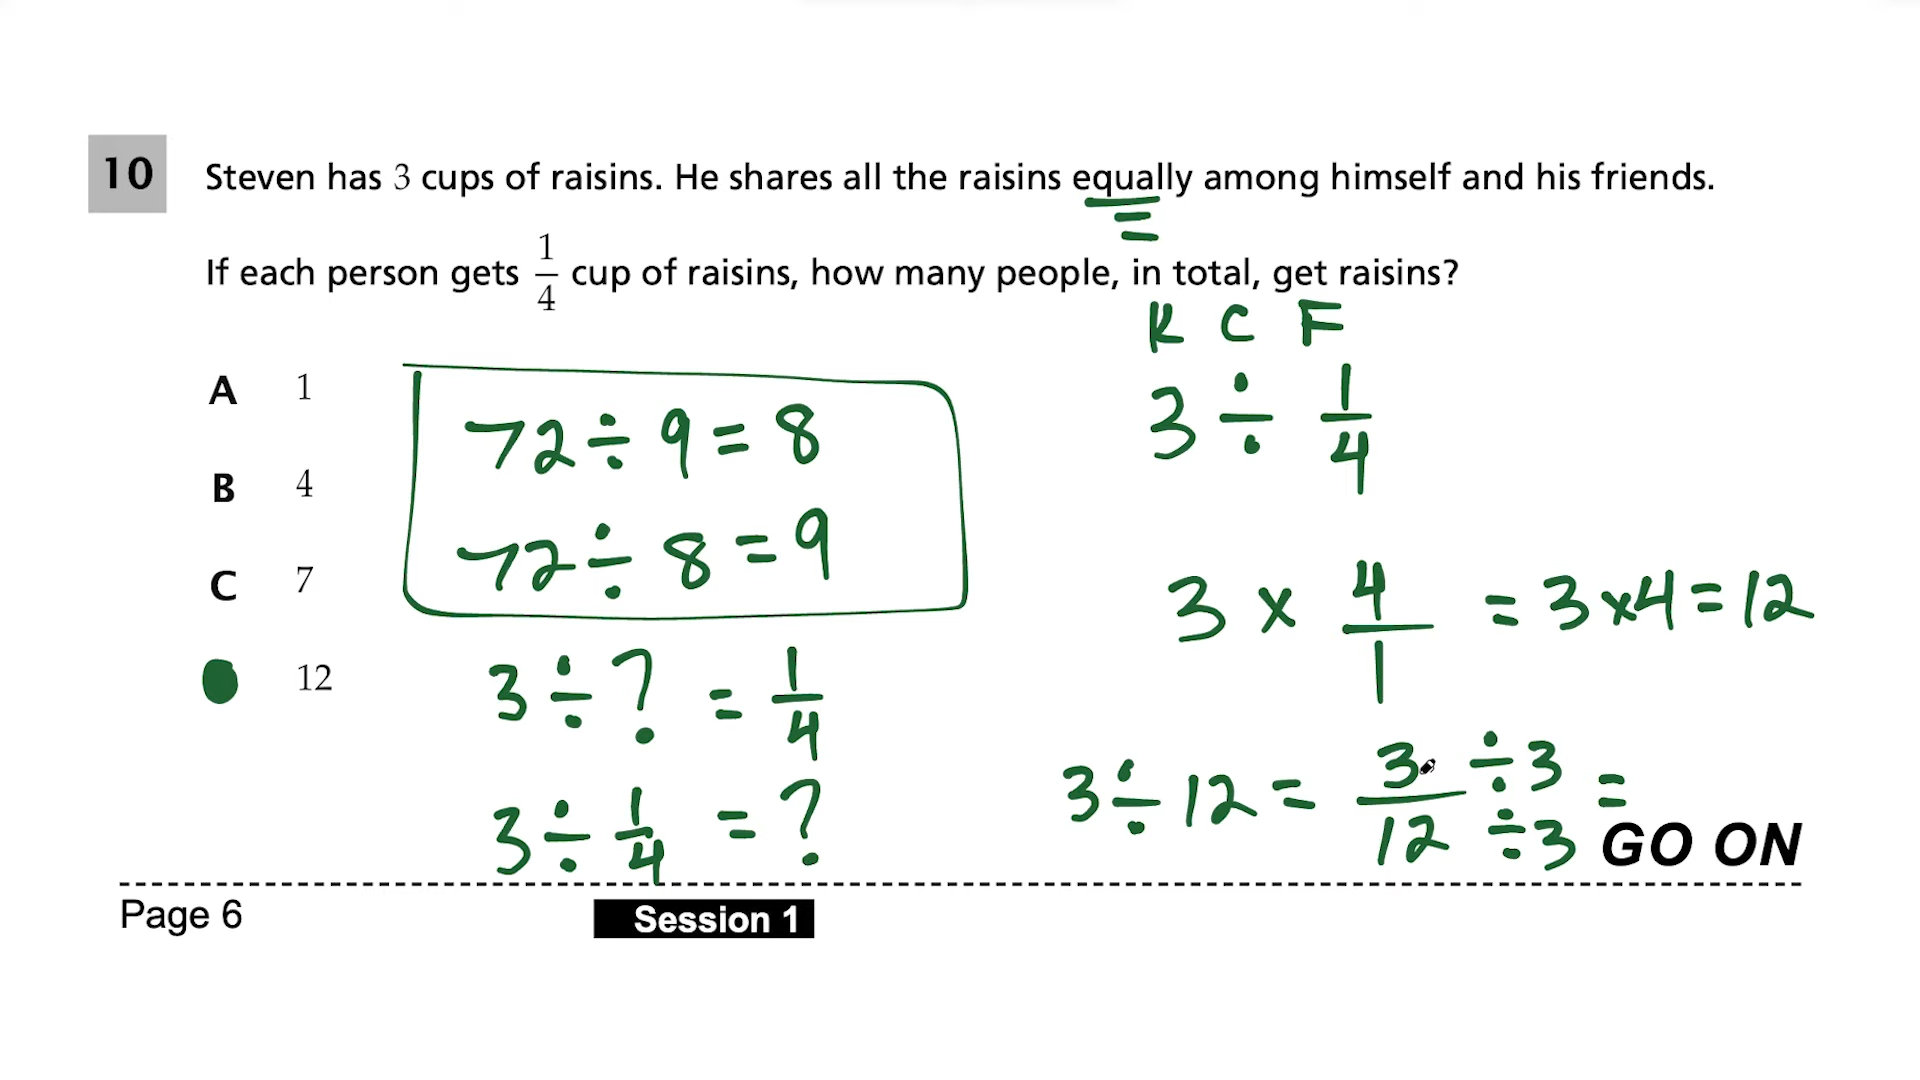 10 Steven has 3 cups of raisins. He shares all the raisins equally among himself and his friends.
If each person gets 1/4 cup of raisins, how many people, in total, get raisins?
K C F
A 1
B 4
C 7
12
72 ÷ 9 = 8
72 ÷ 8 = 9
3 ÷ ? = 1/4
3 ÷ 1/4 = ?
3 ÷ 1/4
3 × 4/1 = 3 × 4 = 12
3 ÷ 12 = 3/12 ÷3/÷3 =
GO ON
Page 6
Session 1